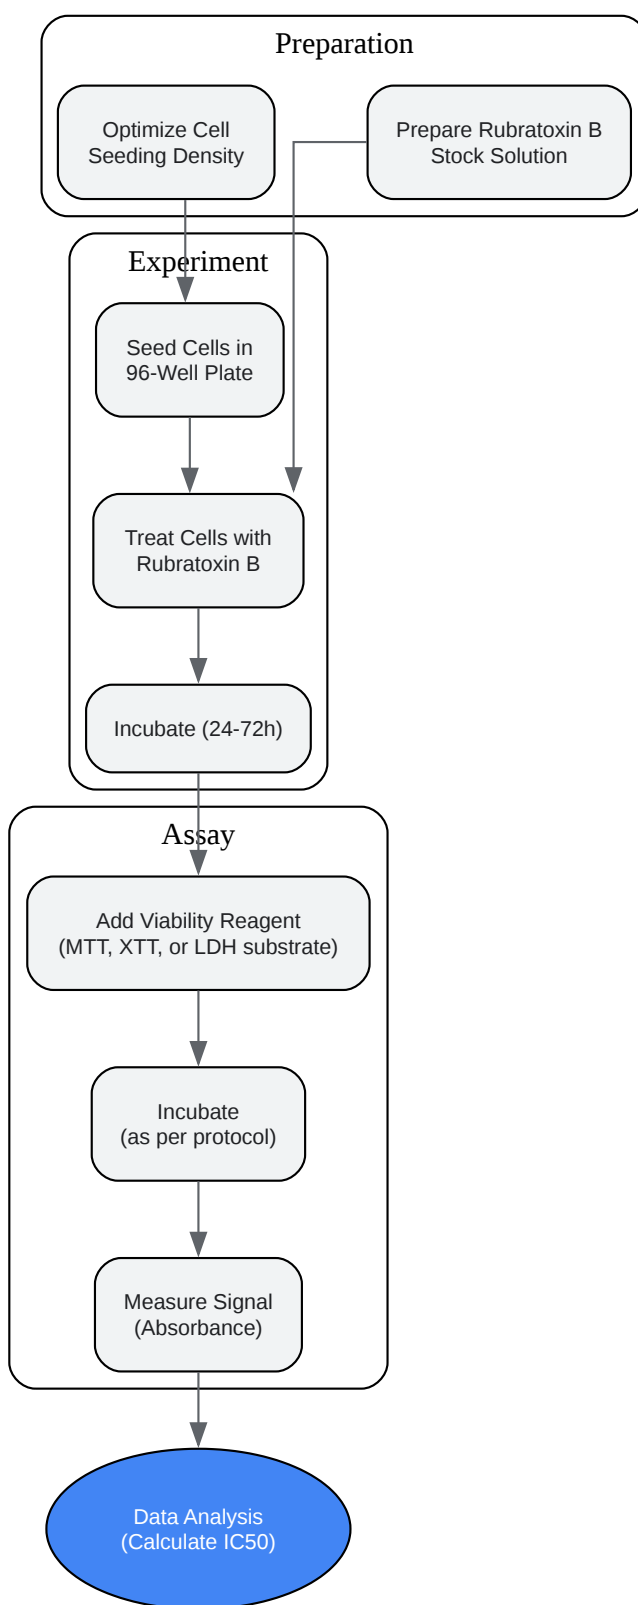 Preparation
Optimize Cell
Seeding Density
Prepare Rubratoxin B
Stock Solution
Experiment
Seed Cells in
96-Well Plate
Treat Cells with
Rubratoxin B
Incubate (24-72h)
Assay
Add Viability Reagent
(MTT, XTT, or LDH substrate)
Incubate
(as per protocol)
Measure Signal
(Absorbance)
Data Analysis
(Calculate IC50)